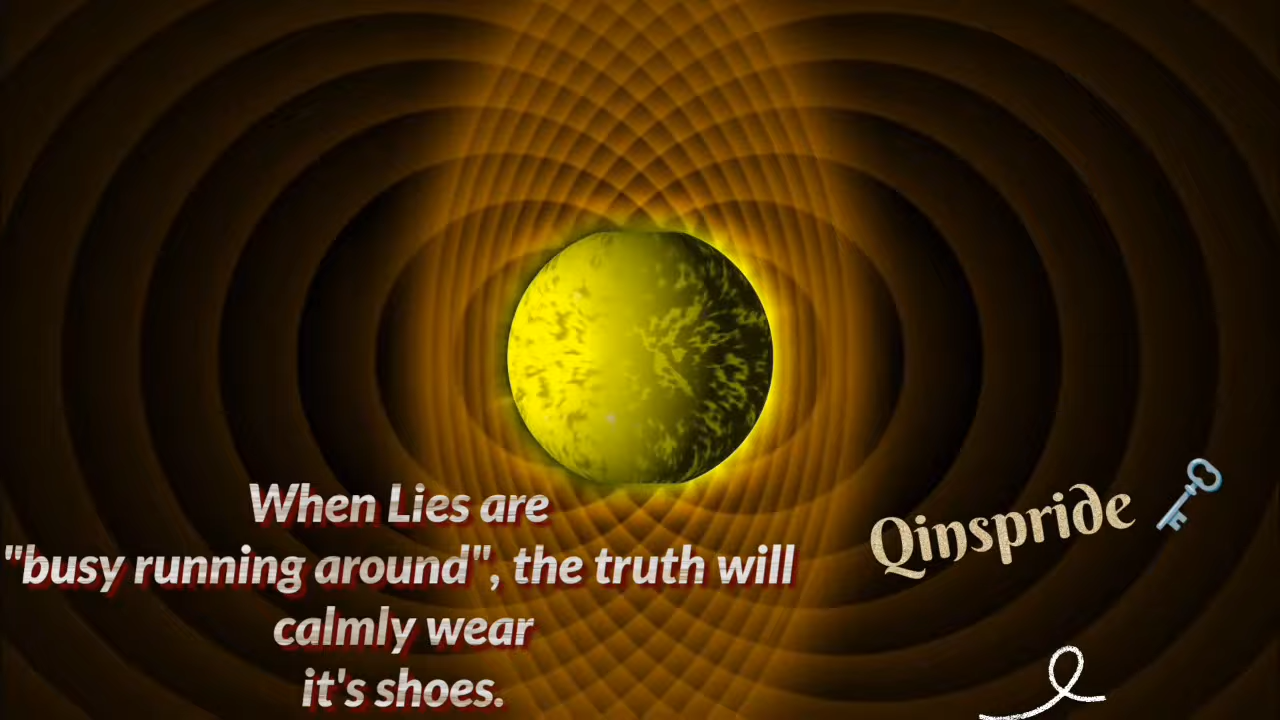 When Lies are
"busy running around", the truth will
calmly wear
it's shoes.
Qinspride